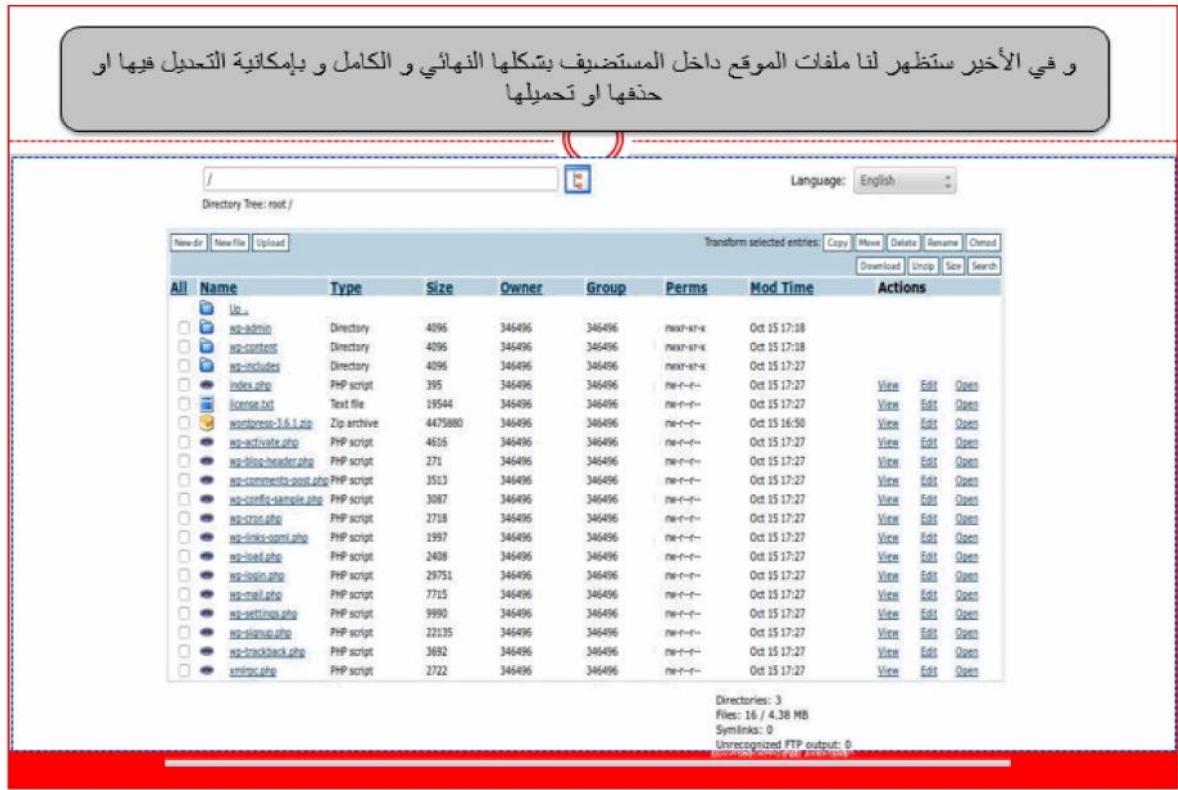 و في الأخير ستظهر لنا ملفات الموقع داخل المستضيف بشكلها النهائي و الكامل و بإمكانية التعديل فيها او
حذفها او تحميلها
/
Language: English
Directory Tree: root /
New dir New file Upload Transform selected entries: Copy Move Delete Rename Chmod
Download Unzip Size Search
All Name Type Size Owner Group Perms Mod Time Actions
Up ..
wp-admin Directory 4096 346496 346496 rwxr-xr-x Oct 15 17:18
wp-content Directory 4096 346496 346496 rwxr-xr-x Oct 15 17:18
wp-includes Directory 4096 346496 346496 rwxr-xr-x Oct 15 17:27
index.php PHP script 395 346496 346496 rw-r--r-- Oct 15 17:27 View Edit Open
license.txt Text file 19544 346496 346496 rw-r--r-- Oct 15 17:27 View Edit Open
wordpress-3.6.1.zip Zip archive 4475880 346496 346496 rw-r--r-- Oct 15 16:50 View Edit Open
wp-activate.php PHP script 4616 346496 346496 rw-r--r-- Oct 15 17:27 View Edit Open
wp-blog-header.php PHP script 271 346496 346496 rw-r--r-- Oct 15 17:27 View Edit Open
wp-comments-post.php PHP script 3513 346496 346496 rw-r--r-- Oct 15 17:27 View Edit Open
wp-config-sample.php PHP script 3087 346496 346496 rw-r--r-- Oct 15 17:27 View Edit Open
wp-cron.php PHP script 2718 346496 346496 rw-r--r-- Oct 15 17:27 View Edit Open
wp-links-opml.php PHP script 1997 346496 346496 rw-r--r-- Oct 15 17:27 View Edit Open
wp-load.php PHP script 2408 346496 346496 rw-r--r-- Oct 15 17:27 View Edit Open
wp-login.php PHP script 29751 346496 346496 rw-r--r-- Oct 15 17:27 View Edit Open
wp-mail.php PHP script 7715 346496 346496 rw-r--r-- Oct 15 17:27 View Edit Open
wp-settings.php PHP script 9990 346496 346496 rw-r--r-- Oct 15 17:27 View Edit Open
wp-signup.php PHP script 22135 346496 346496 rw-r--r-- Oct 15 17:27 View Edit Open
wp-trackback.php PHP script 3692 346496 346496 rw-r--r-- Oct 15 17:27 View Edit Open
xmlrpc.php PHP script 2722 346496 346496 rw-r--r-- Oct 15 17:27 View Edit Open
Directories: 3
Files: 16 / 4.38 MB
Symlinks: 0
Unrecognized FTP output: 0